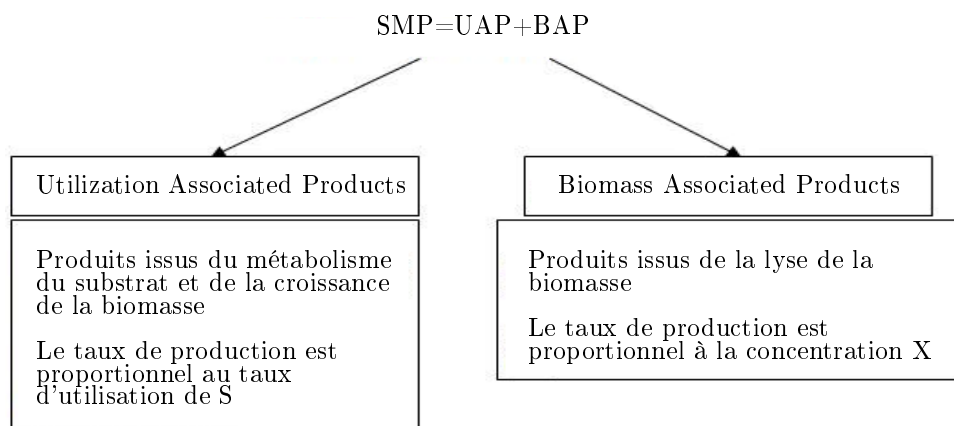 SMP=UAP+BAP
Utilization Associated Products
Produits issus du métabolisme
du substrat et de la croissance
de la biomasse
Le taux de production est
proportionnel au taux
d'utilisation de S
Biomass Associated Products
Produits issus de la lyse de la
biomasse
Le taux de production est
proportionnel à la concentration X